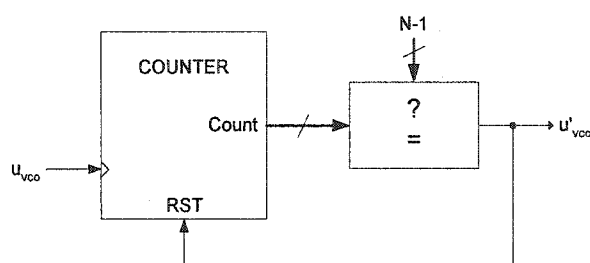 N-1
COUNTER
?
=
Count
u'vco
uvco
RST